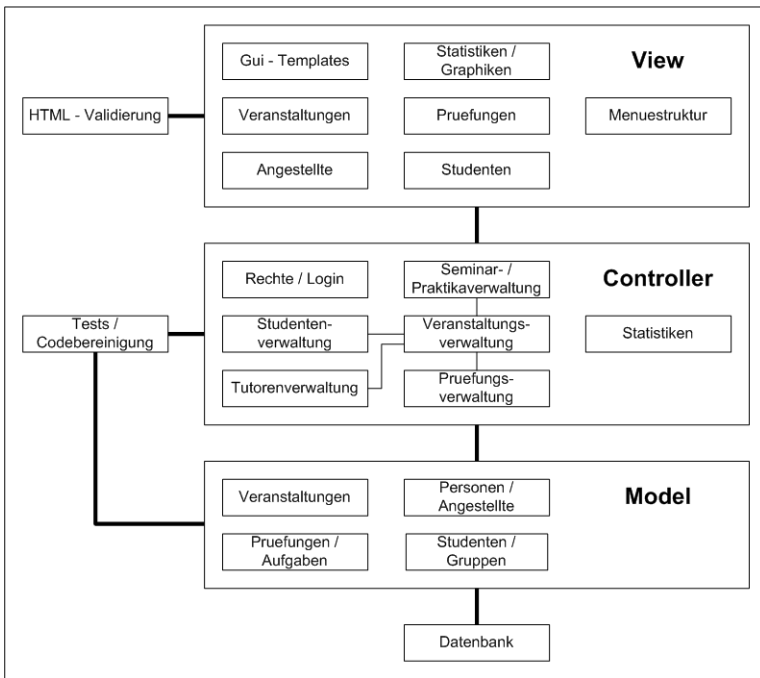 Gui - Templates
Statistiken /
Graphiken
View
HTML - Validierung
Veranstaltungen
Pruefungen
Menuestruktur
Angestellte
Studenten
Rechte / Login
Seminar- /
Praktikaverwaltung
Controller
Tests /
Codebereinigung
Studenten-
verwaltung
Veranstaltungs-
verwaltung
Statistiken
Tutorenverwaltung
Pruefungs-
verwaltung
Veranstaltungen
Personen /
Angestellte
Model
Pruefungen /
Aufgaben
Studenten /
Gruppen
Datenbank